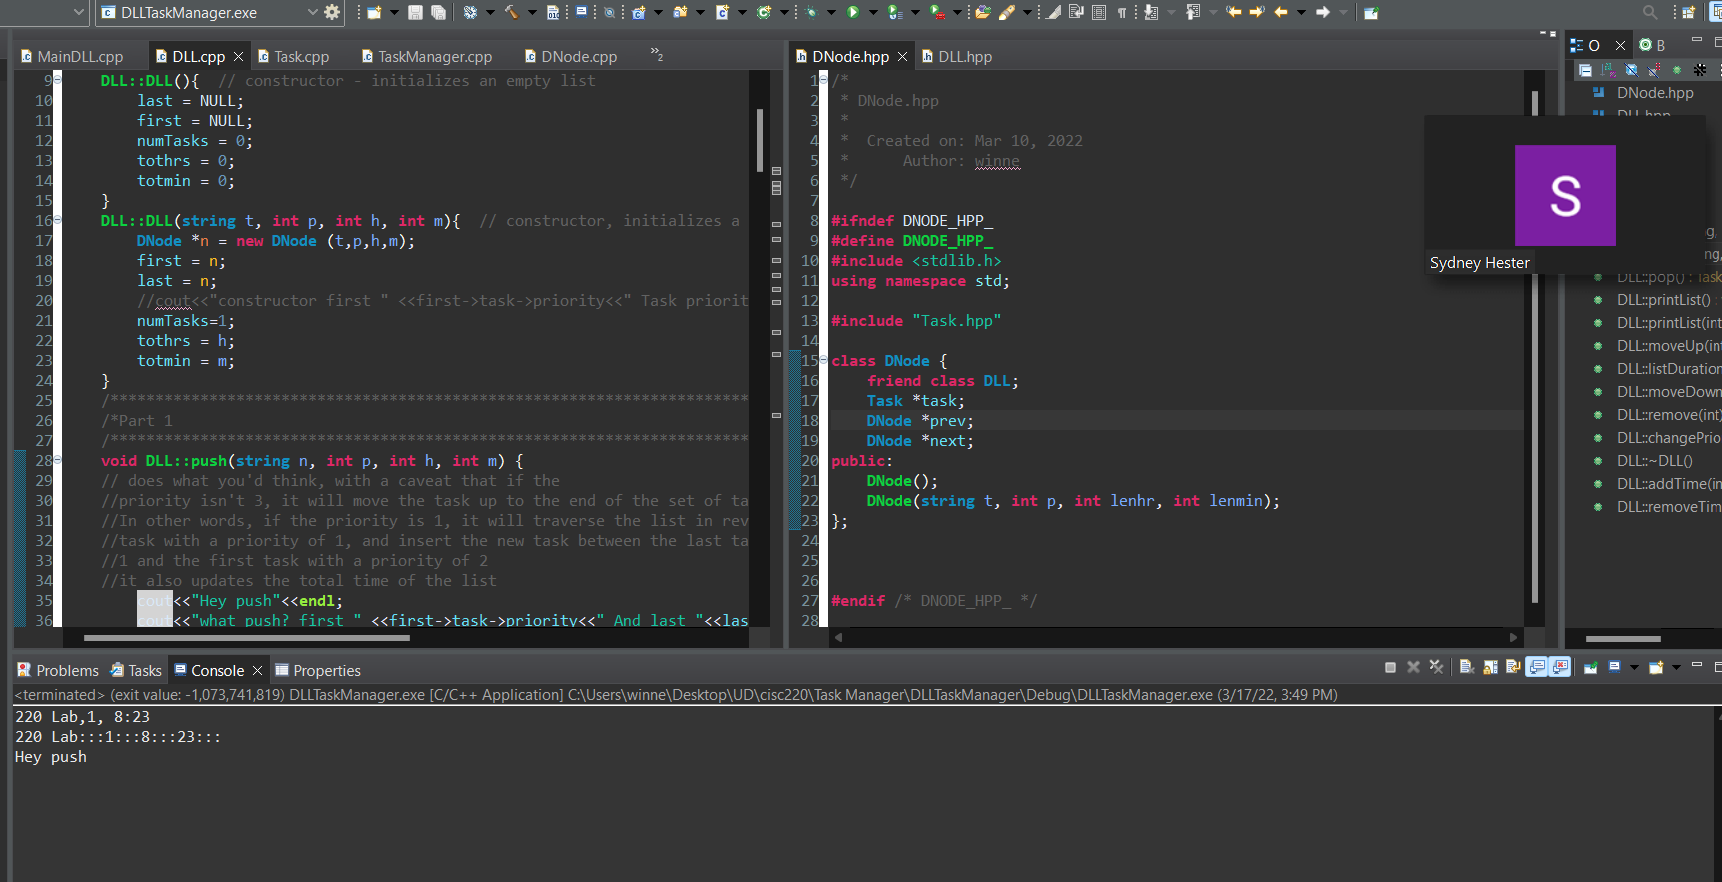 DLLTaskManager.exe
MainDLL.cpp
DLL.cpp
Task.cpp
TaskManager.cpp
DNode.cpp
»2
9 DLL::DLL(){  // constructor - initializes an empty list
10 last = NULL;
11 first = NULL;
12 numTasks = 0;
13 tothrs = 0;
14 totmin = 0;
15 }
16 DLL::DLL(string t, int p, int h, int m){  // constructor, initializes a
17 DNode *n = new DNode (t,p,h,m);
18 first = n;
19 last = n;
20 //cout<<"constructor first " <<first->task->priority<<" Task priorit
21 numTasks=1;
22 tothrs = h;
23 totmin = m;
24 }
25 /***********************************************************************
26 /*Part 1
27 /***********************************************************************
28 void DLL::push(string n, int p, int h, int m) {
29 // does what you'd think, with a caveat that if the
30 //priority isn't 3, it will move the task up to the end of the set of ta
31 //In other words, if the priority is 1, it will traverse the list in rev
32 //task with a priority of 1, and insert the new task between the last ta
33 //1 and the first task with a priority of 2
34 //it also updates the total time of the list
35 cout<<"Hey push"<<endl;
36 cout<<"what push? first " <<first->task->priority<<" And last "<<las
DNode.hpp
DLL.hpp
1 /*
2 * DNode.hpp
3 *
4 *  Created on: Mar 10, 2022
5 *      Author: winne
6 */
7
8 #ifndef DNODE_HPP_
9 #define DNODE_HPP_
10 #include <stdlib.h>
11 using namespace std;
12
13 #include "Task.hpp"
14
15 class DNode {
16 friend class DLL;
17 Task *task;
18 DNode *prev;
19 DNode *next;
20 public:
21 DNode();
22 DNode(string t, int p, int lenhr, int lenmin);
23 };
24
25
26
27 #endif /* DNODE_HPP_ */
28
O
B
DNode.hpp
DLL.hpp
S
Sydney Hester
ng,
ng,
DLL::pop() : Task
DLL::printList() :
DLL::printList(int
DLL::moveUp(in
DLL::listDuration
DLL::moveDown
DLL::remove(int)
DLL::changePrio
DLL::~DLL()
DLL::addTime(in
DLL::removeTim
Problems
Tasks
Console
Properties
<terminated> (exit value: -1,073,741,819) DLLTaskManager.exe [C/C++ Application] C:\Users\winne\Desktop\UD\cisc220\Task Manager\DLLTaskManager\Debug\DLLTaskManager.exe (3/17/22, 3:49 PM)
220 Lab,1, 8:23
220 Lab:::1:::8:::23:::
Hey push